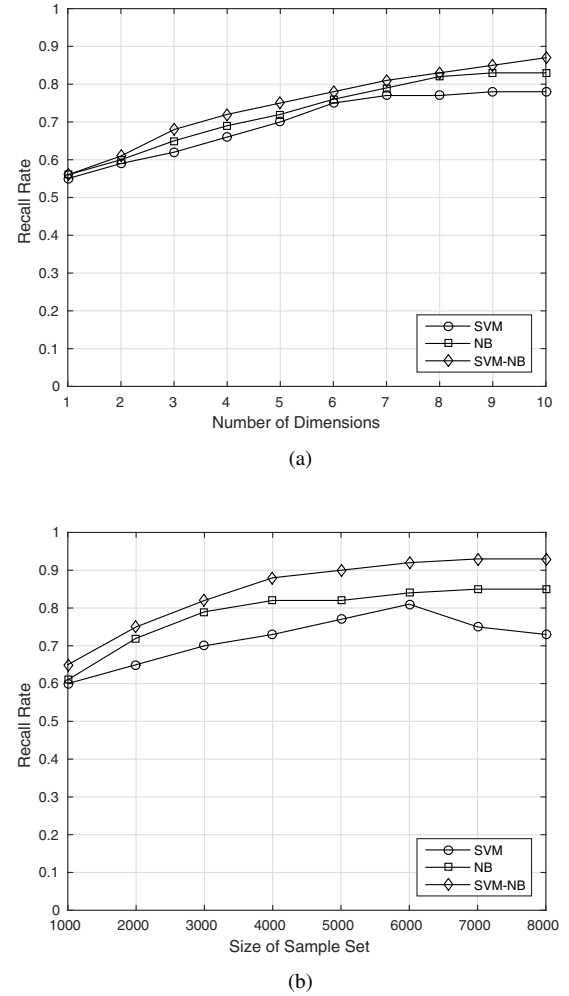 1
0.9
0.8
0.7
0.6
0.5
0.4
0.3
0.2
0.1
0
Recall Rate
SVM
NB
SVM-NB
1 2 3 4 5 6 7 8 9 10
Number of Dimensions
(a)
1
0.9
0.8
0.7
0.6
0.5
0.4
0.3
0.2
0.1
0
Recall Rate
SVM
NB
SVM-NB
1000 2000 3000 4000 5000 6000 7000 8000
Size of Sample Set
(b)